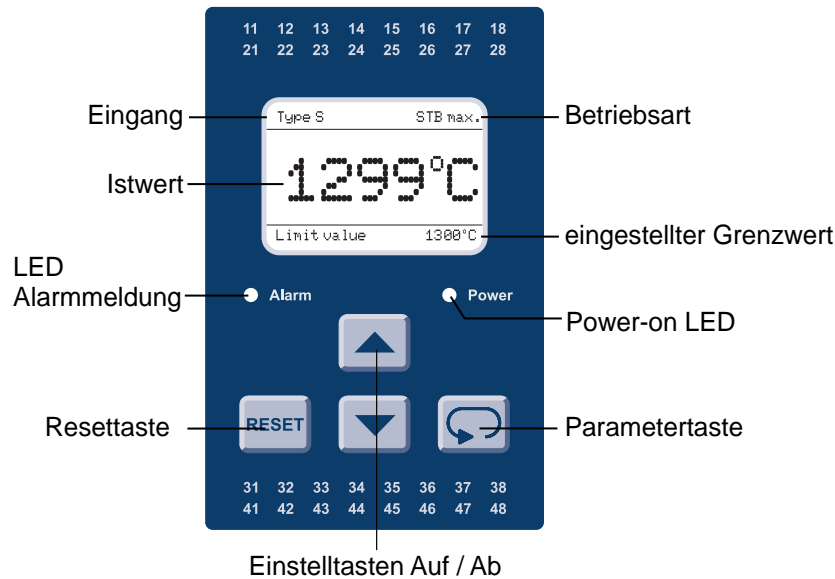 11 12 13 14 15 16 17 18
21 22 23 24 25 26 27 28
Eingang
Type S STB max.
Betriebsart
Istwert
1299°C
Limit value 1300°C
eingestellter Grenzwert
LED
Alarmmeldung
Alarm
Power
Power-on LED
Resettaste
RESET
Parametertaste
31 32 33 34 35 36 37 38
41 42 43 44 45 46 47 48
Einstelltasten Auf / Ab